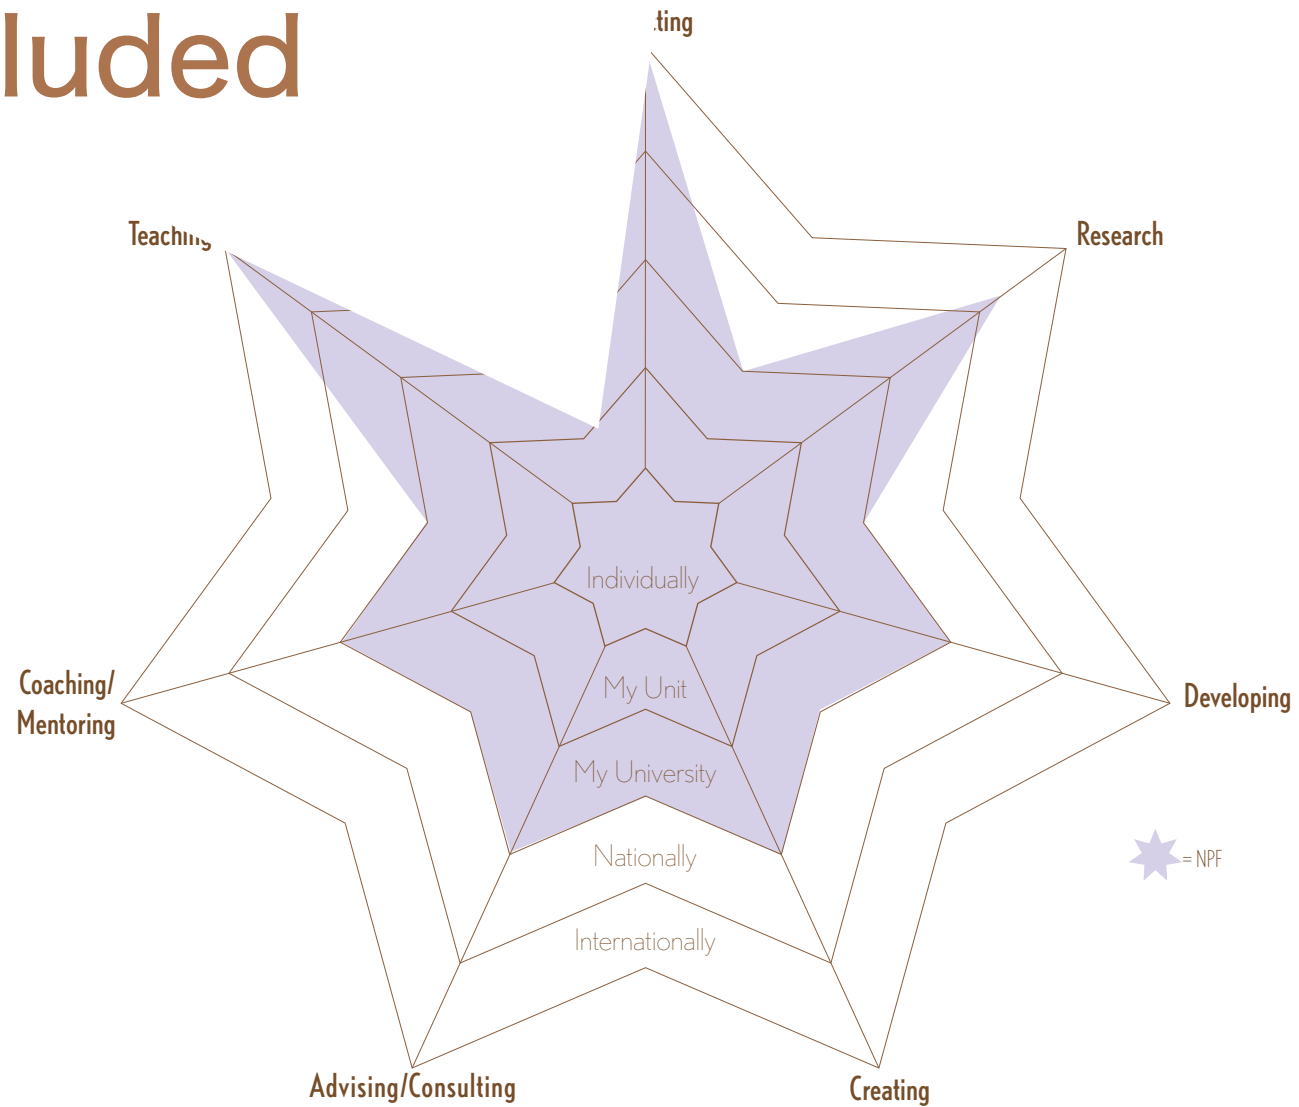 luded
ting
Teaching
Research
Individually
Coaching/
Mentoring
My Unit
Developing
My University
Nationally
= NPF
Internationally
Advising/Consulting
Creating